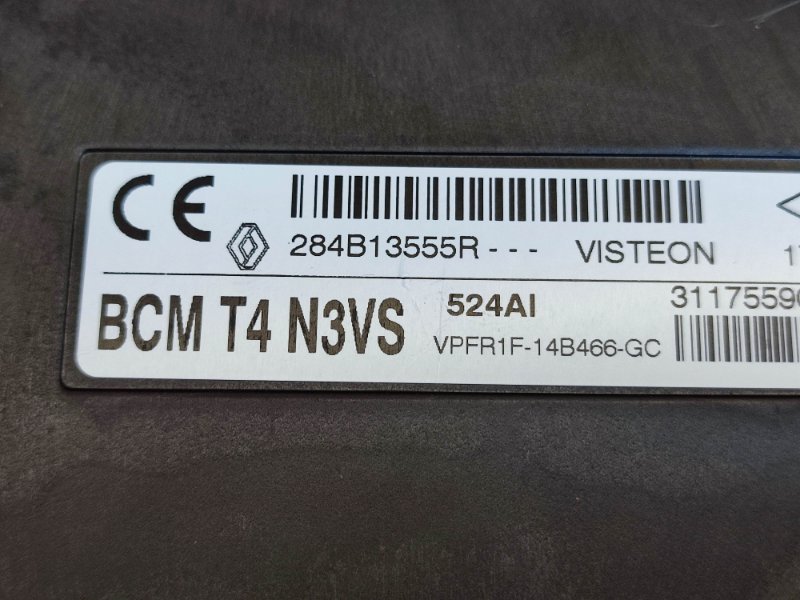 CE
284B13555R--- VISTEON
BCM T4 N3VS 524AI
VPFR1F-14B466-GC